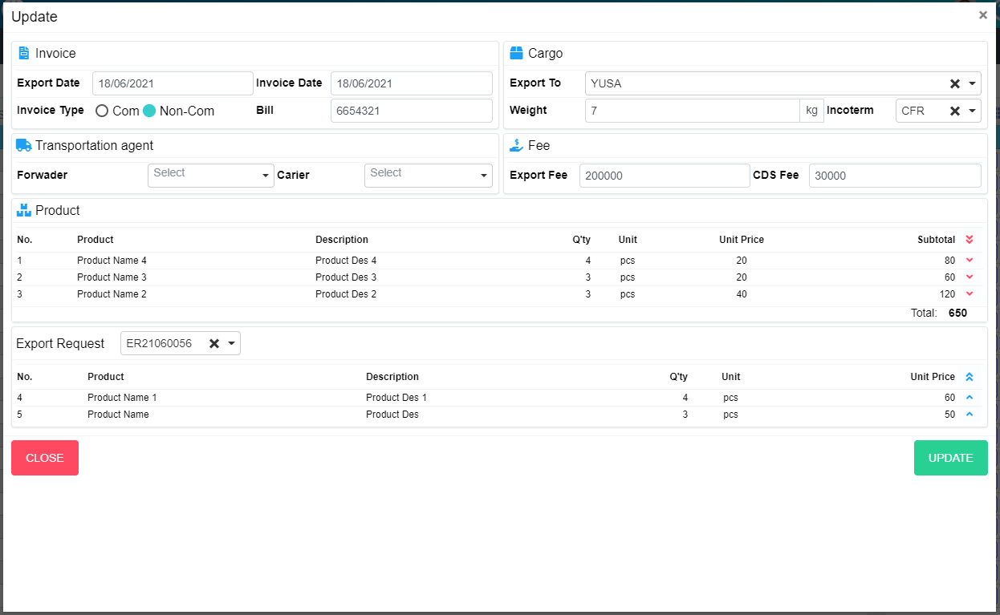 Update ×
Invoice
Export Date 18/06/2021 Invoice Date 18/06/2021
Invoice Type Com Non-Com Bill 6654321
Cargo
Export To YUSA
Weight 7 kg Incoterm CFR
Transportation agent
Forwader Select Carier Select
Fee
Export Fee 200000 CDS Fee 30000
Product
No. Product Description Q'ty Unit Unit Price Subtotal
1 Product Name 4 Product Des 4 4 pcs 20 80
2 Product Name 3 Product Des 3 3 pcs 20 60
3 Product Name 2 Product Des 2 3 pcs 40 120
Total: 650
Export Request ER21060056
No. Product Description Q'ty Unit Unit Price
4 Product Name 1 Product Des 1 4 pcs 60
5 Product Name Product Des 3 pcs 50
CLOSE UPDATE